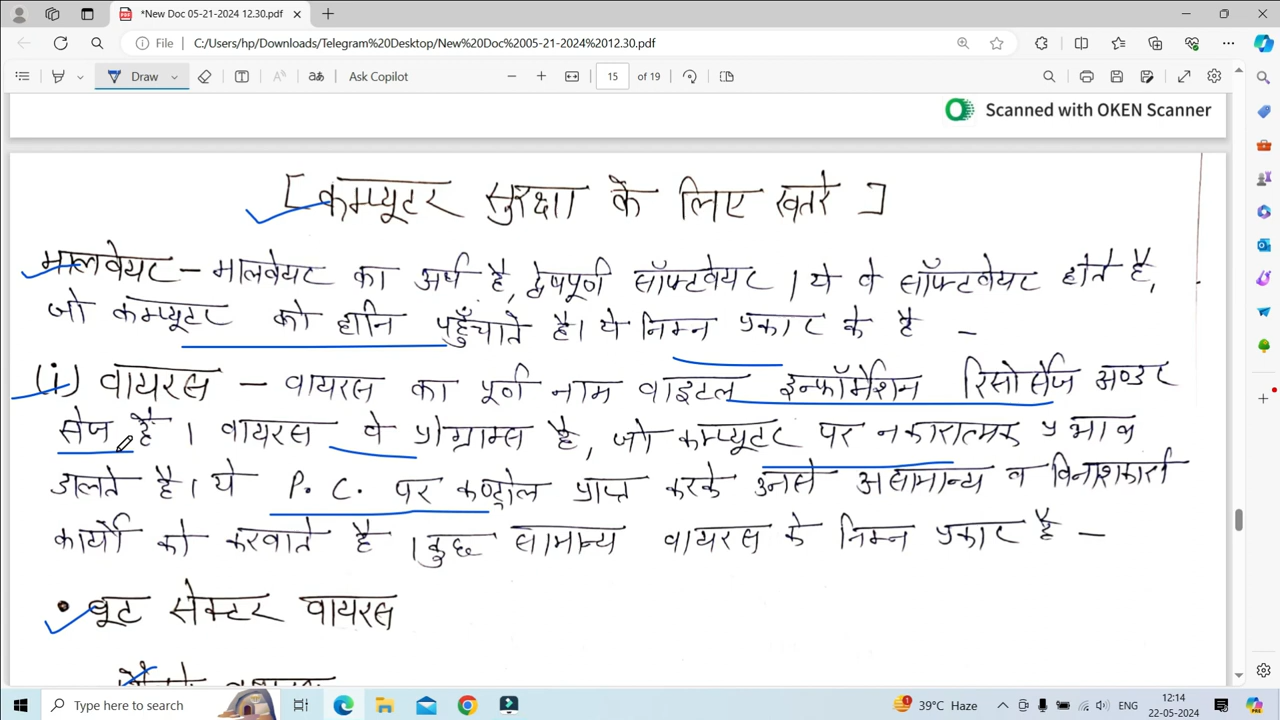 *New Doc 05-21-2024 12.30.pdf
File C:/Users/hp/Downloads/Telegram%20Desktop/New%20Doc%2005-21-2024%2012.30.pdf
Draw Ask Copilot 15 of 19
Scanned with OKEN Scanner
[कम्प्यूटर सुरक्षा के लिए खतरे]
मालवेयर – मालवेयर का अर्थ है, द्वेषपूर्ण सॉफ्टवेयर । ये वे सॉफ्टवेयर होते है,
जो कम्प्यूटर को हानि पहुँचाते है। ये निम्न प्रकार के है –
(i) वायरस – वायरस का पूर्ण नाम वाइटल इन्फॉर्मेशन रिसोर्सेज अण्डर
सेज है । वायरस वे प्रोग्राम्स है, जो कम्प्यूटर पर नकारात्मक प्रभाव
डालते है। ये P. C. पर कण्ट्रोल प्राप्त करके उनसे असामान्य व विनाशकारी
कार्यों को करवाते है । कुछ सामान्य वायरस के निम्न प्रकार है –
• बूट सेक्टर वायरस
Type here to search
1 39°C Haze ENG 12:14
22-05-2024